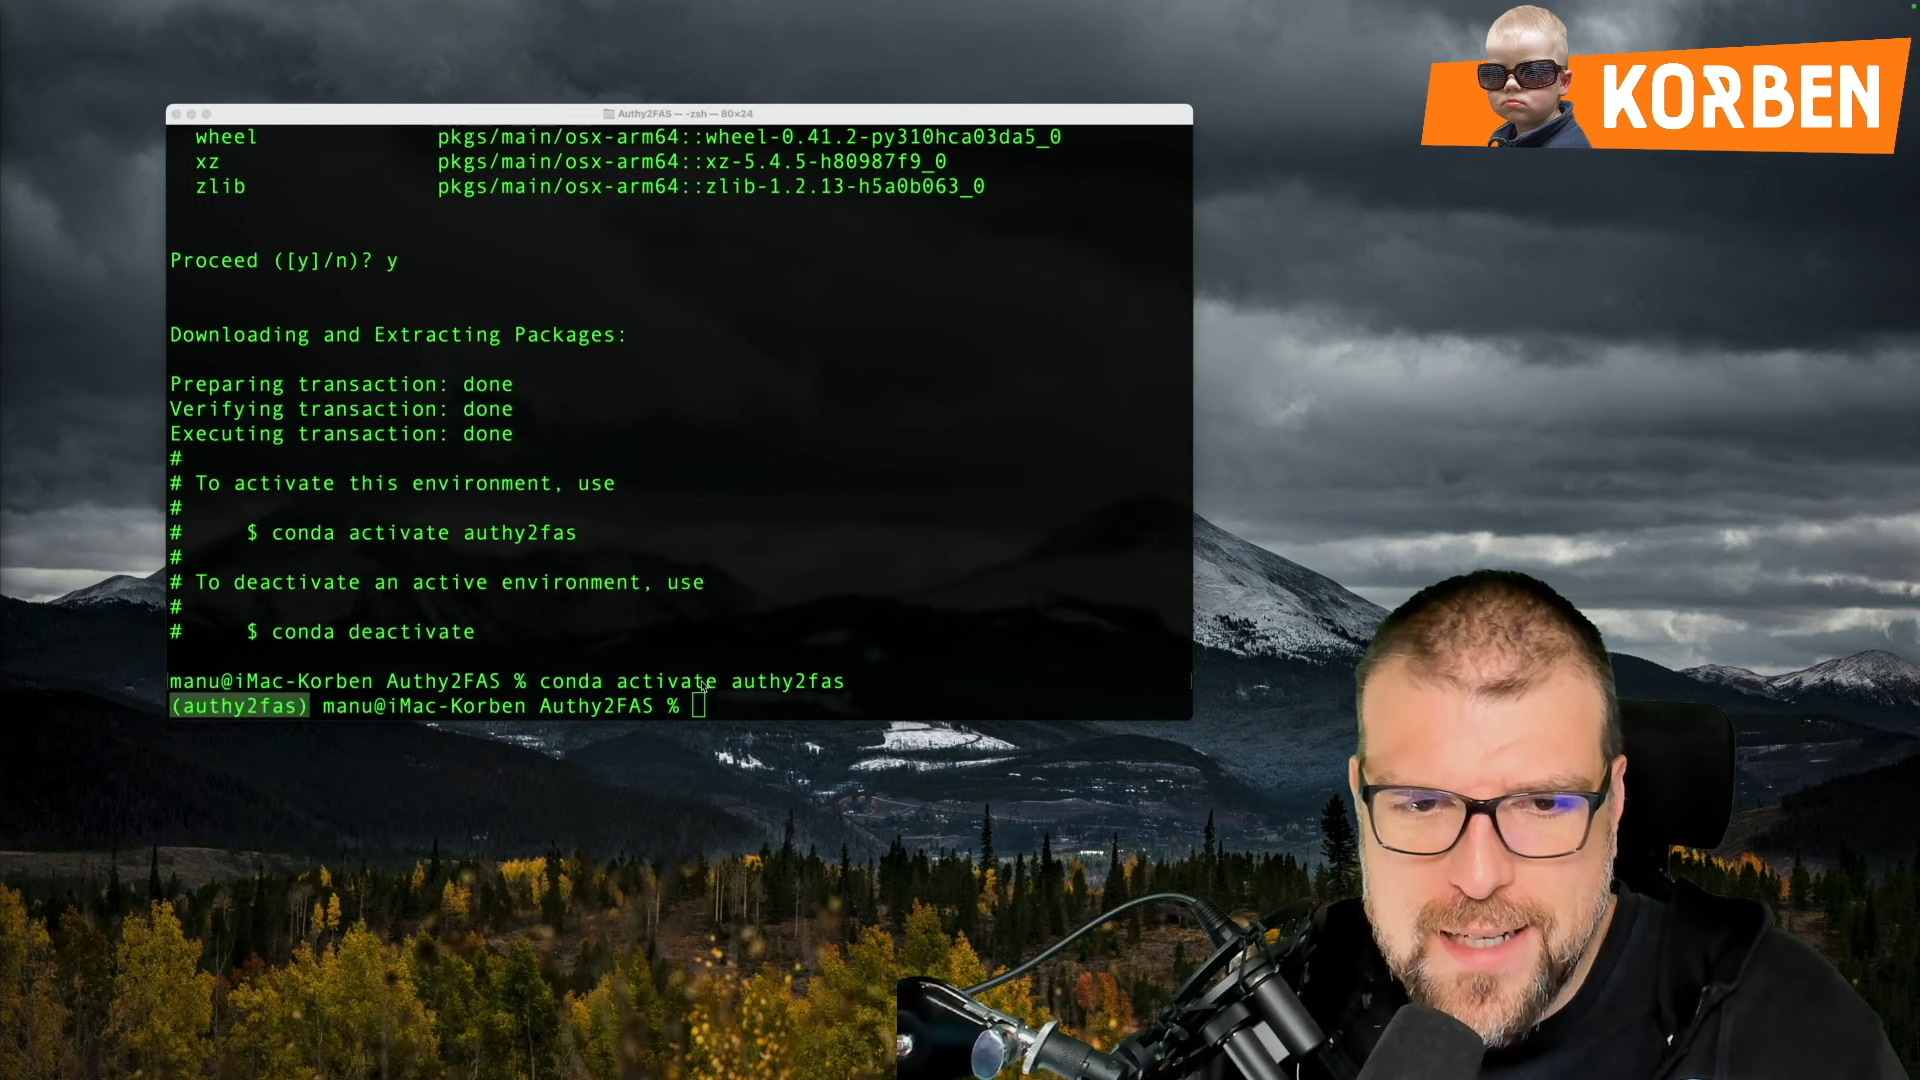 KORBEN
Authy2FAS — -zsh — 80×24
wheel pkgs/main/osx-arm64::wheel-0.41.2-py310hca03da5_0
xz pkgs/main/osx-arm64::xz-5.4.5-h80987f9_0
zlib pkgs/main/osx-arm64::zlib-1.2.13-h5a0b063_0
Proceed ([y]/n)? y
Downloading and Extracting Packages:
Preparing transaction: done
Verifying transaction: done
Executing transaction: done
#
# To activate this environment, use
#
# $ conda activate authy2fas
#
# To deactivate an active environment, use
#
# $ conda deactivate
manu@iMac-Korben Authy2FAS % conda activate authy2fas
(authy2fas) manu@iMac-Korben Authy2FAS %